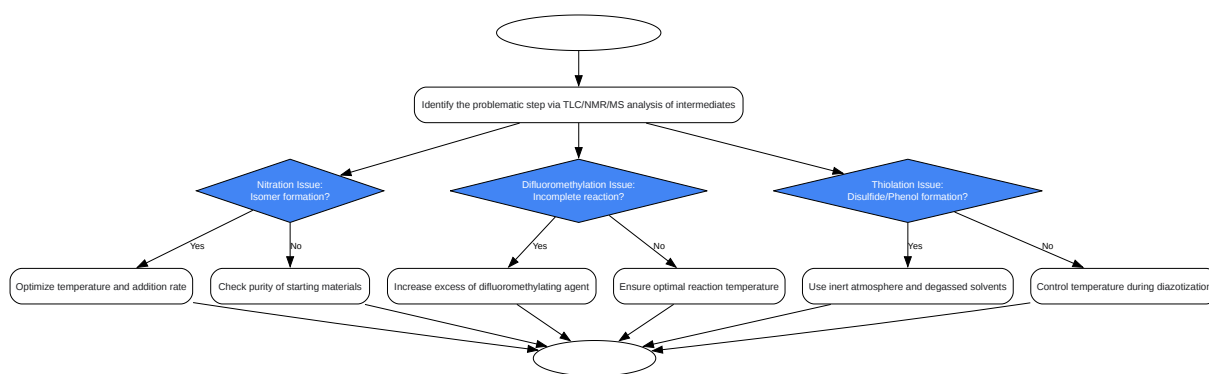 Identify the problematic step via TLC/NMR/MS analysis of intermediates
Nitration Issue:
Isomer formation?
Difluoromethylation Issue:
Incomplete reaction?
Thiolation Issue:
Disulfide/Phenol formation?
Yes
No
Yes
No
Yes
No
Optimize temperature and addition rate
Check purity of starting materials
Increase excess of difluoromethylating agent
Ensure optimal reaction temperature
Use inert atmosphere and degassed solvents
Control temperature during diazotization